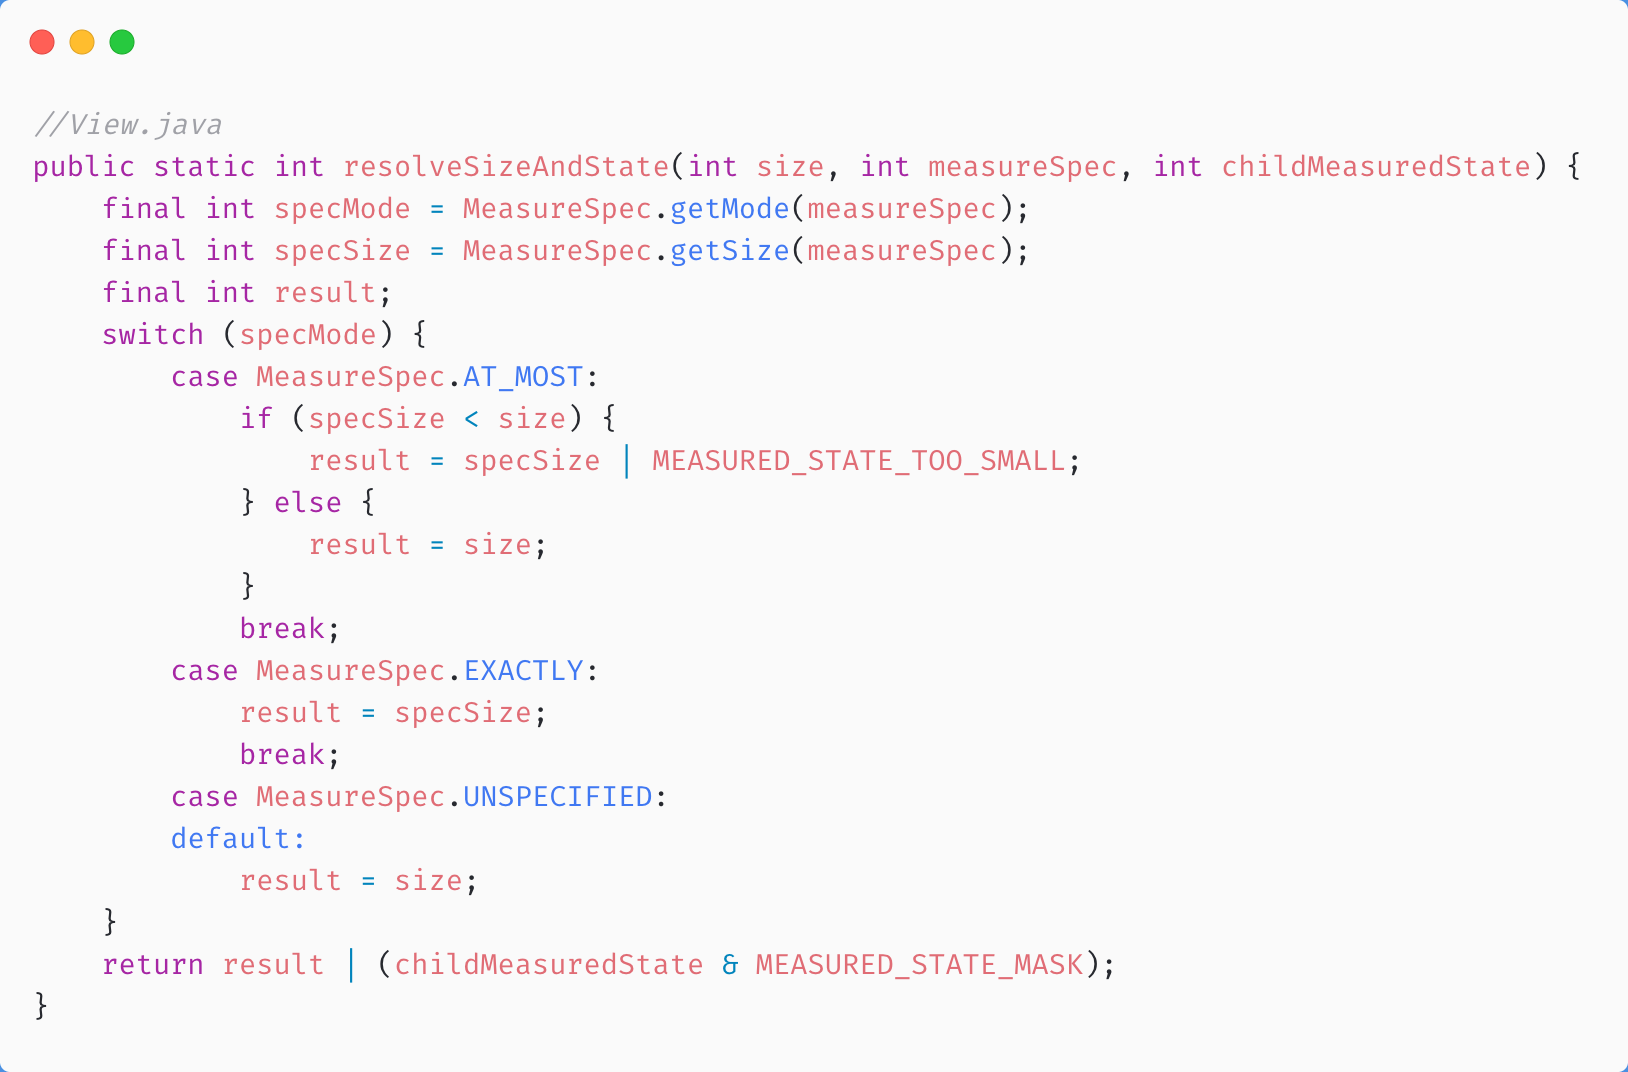 //View.java
public static int resolveSizeAndState(int size, int measureSpec, int childMeasuredState) {
    final int specMode = MeasureSpec.getMode(measureSpec);
    final int specSize = MeasureSpec.getSize(measureSpec);
    final int result;
    switch (specMode) {
        case MeasureSpec.AT_MOST:
            if (specSize < size) {
                result = specSize | MEASURED_STATE_TOO_SMALL;
            } else {
                result = size;
            }
            break;
        case MeasureSpec.EXACTLY:
            result = specSize;
            break;
        case MeasureSpec.UNSPECIFIED:
        default:
            result = size;
    }
    return result | (childMeasuredState & MEASURED_STATE_MASK);
}